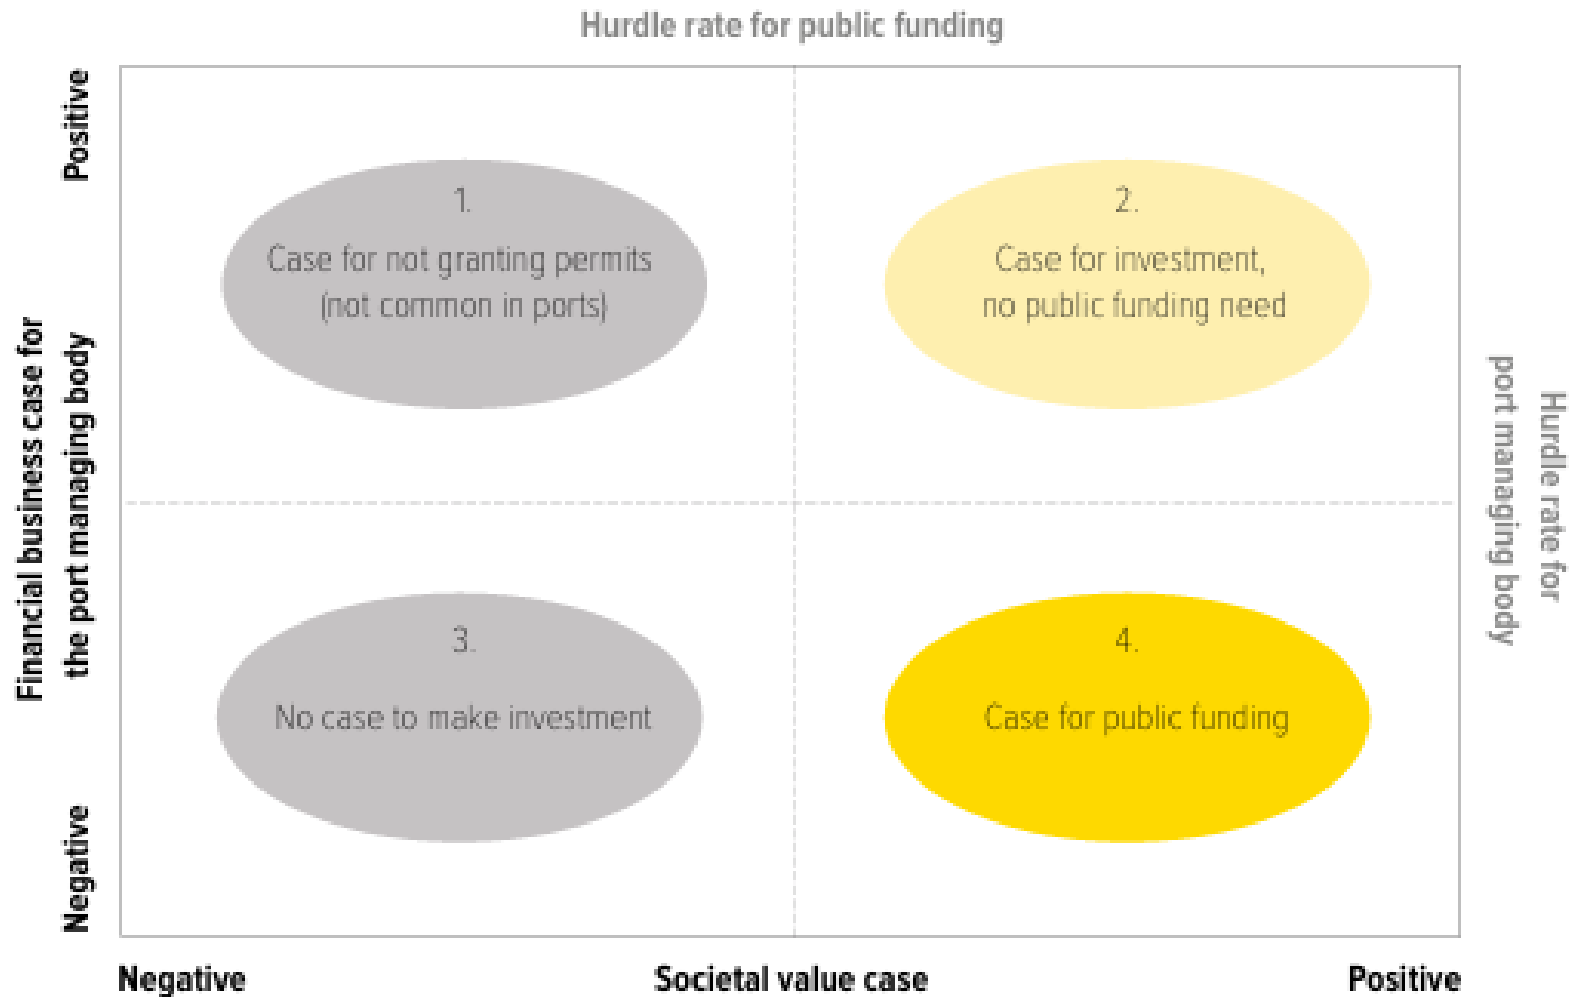 Hurdle rate for public funding
Positive
Financial business case for
the port managing body
Negative
1.
Case for not granting permits
(not common in ports)
2.
Case for investment,
no public funding need
3.
No case to make investment
4.
Case for public funding
Hurdle rate for
port managing body
Negative
Societal value case
Positive